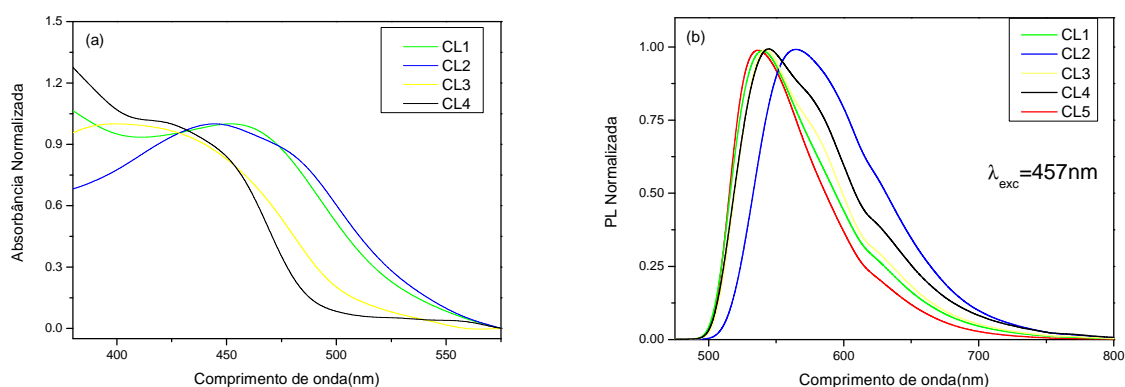 (a)
CL1
CL2
CL3
CL4
1.5
1.2
0.9
0.6
0.3
0.0
400
450
500
550
Absorbância Normalizada
Comprimento de onda(nm)
(b)
CL1
CL2
CL3
CL4
CL5
λexc=457nm
1.00
0.75
0.50
0.25
0.00
500
600
700
800
PL Normalizada
Comprimento de onda(nm)